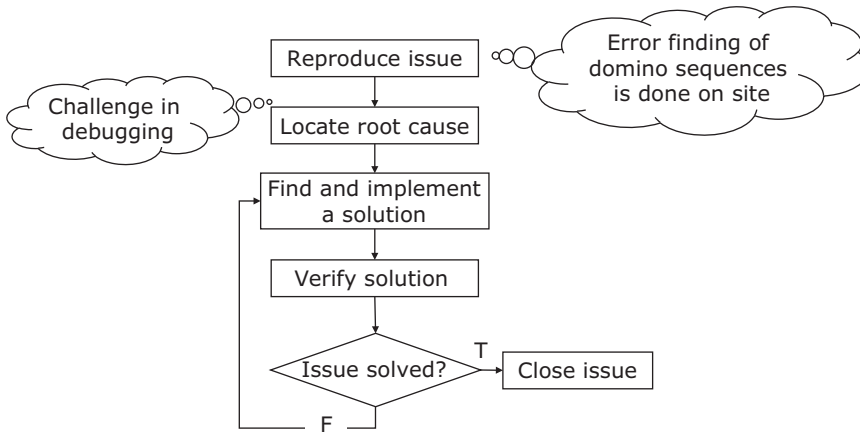 Reproduce issue
Error finding of
domino sequences
is done on site
Challenge in
debugging
Locate root cause
Find and implement
a solution
Verify solution
Issue solved?
T
Close issue
F